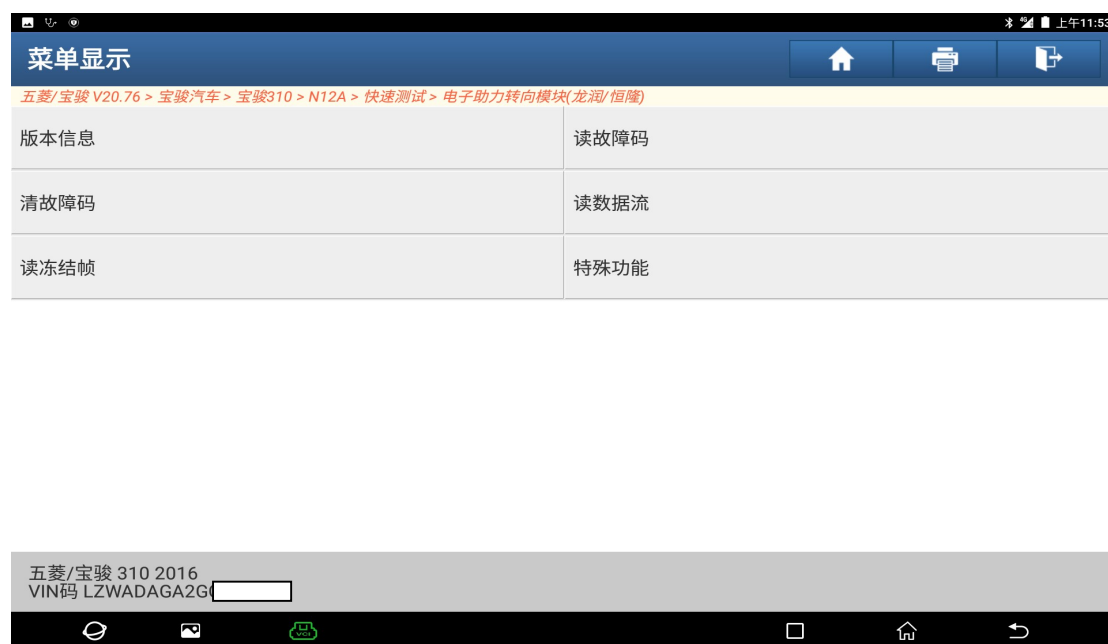 上午11:53
菜单显示
五菱/宝骏 V20.76 > 宝骏汽车 > 宝骏310 > N12A > 快速测试 > 电子助力转向模块(龙润/恒隆)
版本信息
读故障码
清故障码
读数据流
读冻结帧
特殊功能
五菱/宝骏 310 2016
VIN码 LZWADAGA2G
VCI